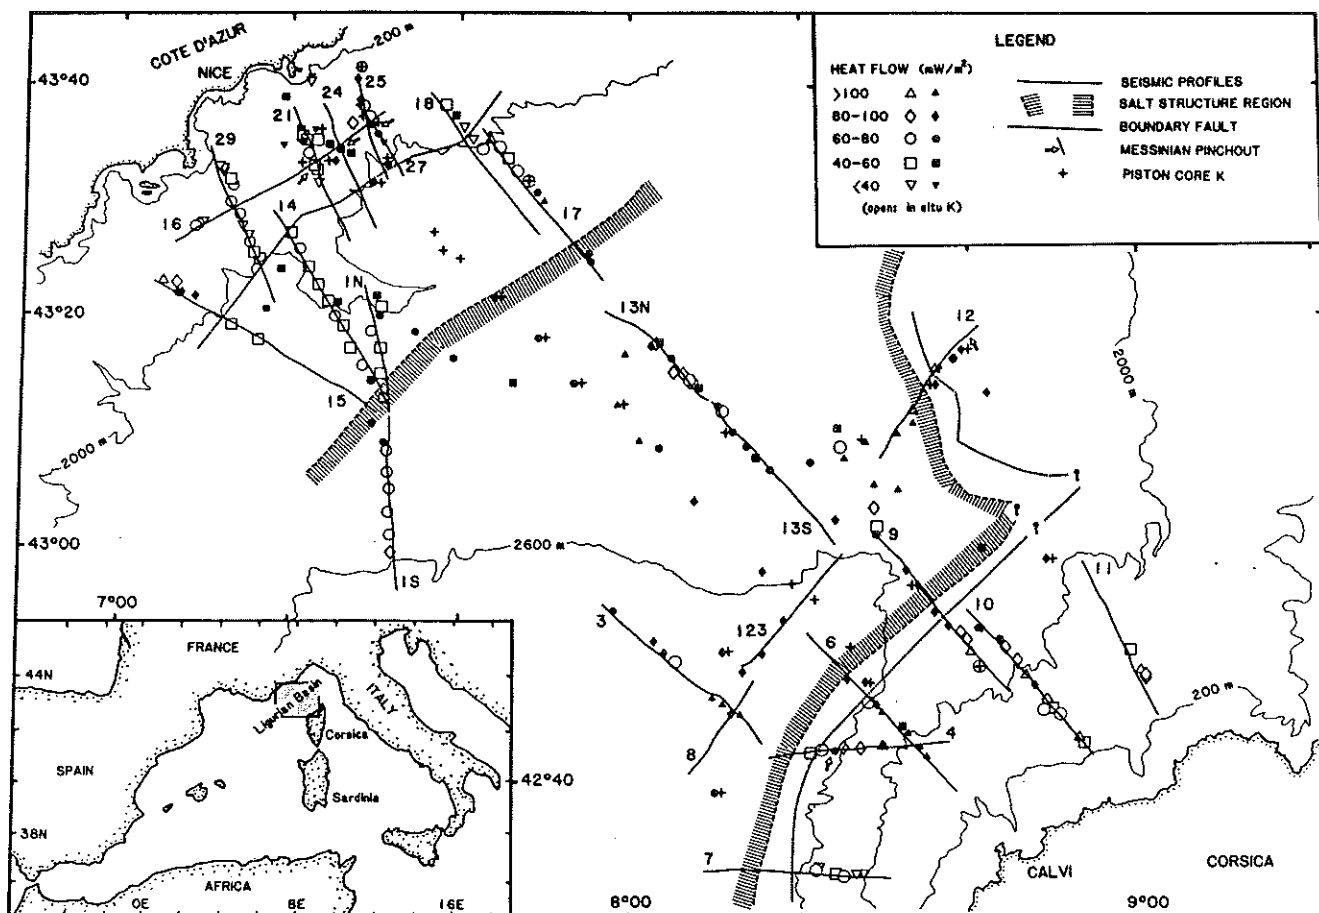 COTE D'AZUR
200 m
NICE
43°40
25
24
21
18
29
27
16
14
17
1N
13N
43°20
12
2000 m
15
2000 m
13S
9
43°00
2600 m
11
1S
10
7°00
3
123
6
8
4
200 m
42°40
7
8°00
CALVI
CORSICA
9°00
LEGEND
HEAT FLOW (mW/m²)
>100
80-100
60-80
40-60
<40
(opens in situ K)
SEISMIC PROFILES
SALT STRUCTURE REGION
BOUNDARY FAULT
MESSINIAN PINCHOUT
PISTON CORE K
FRANCE
44N
ITALY
Ligurian Basin
Corsica
SPAIN
Sardinia
38N
AFRICA
0E
8E
16E